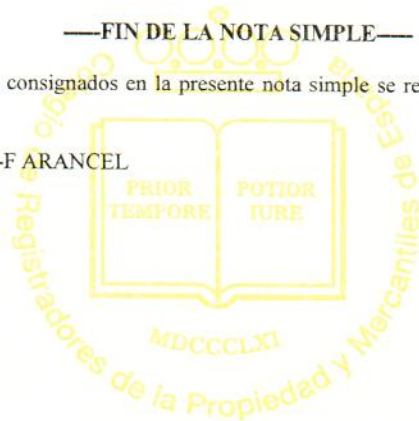 -----FIN DE LA NOTA SIMPLE-----
consignados en la presente nota simple se re
-F ARANCEL
PRIOR TEMPORE
POTIOR IURE
MDCCCLXI
Colegio de Registradores de la Propiedad y Mercantiles de España